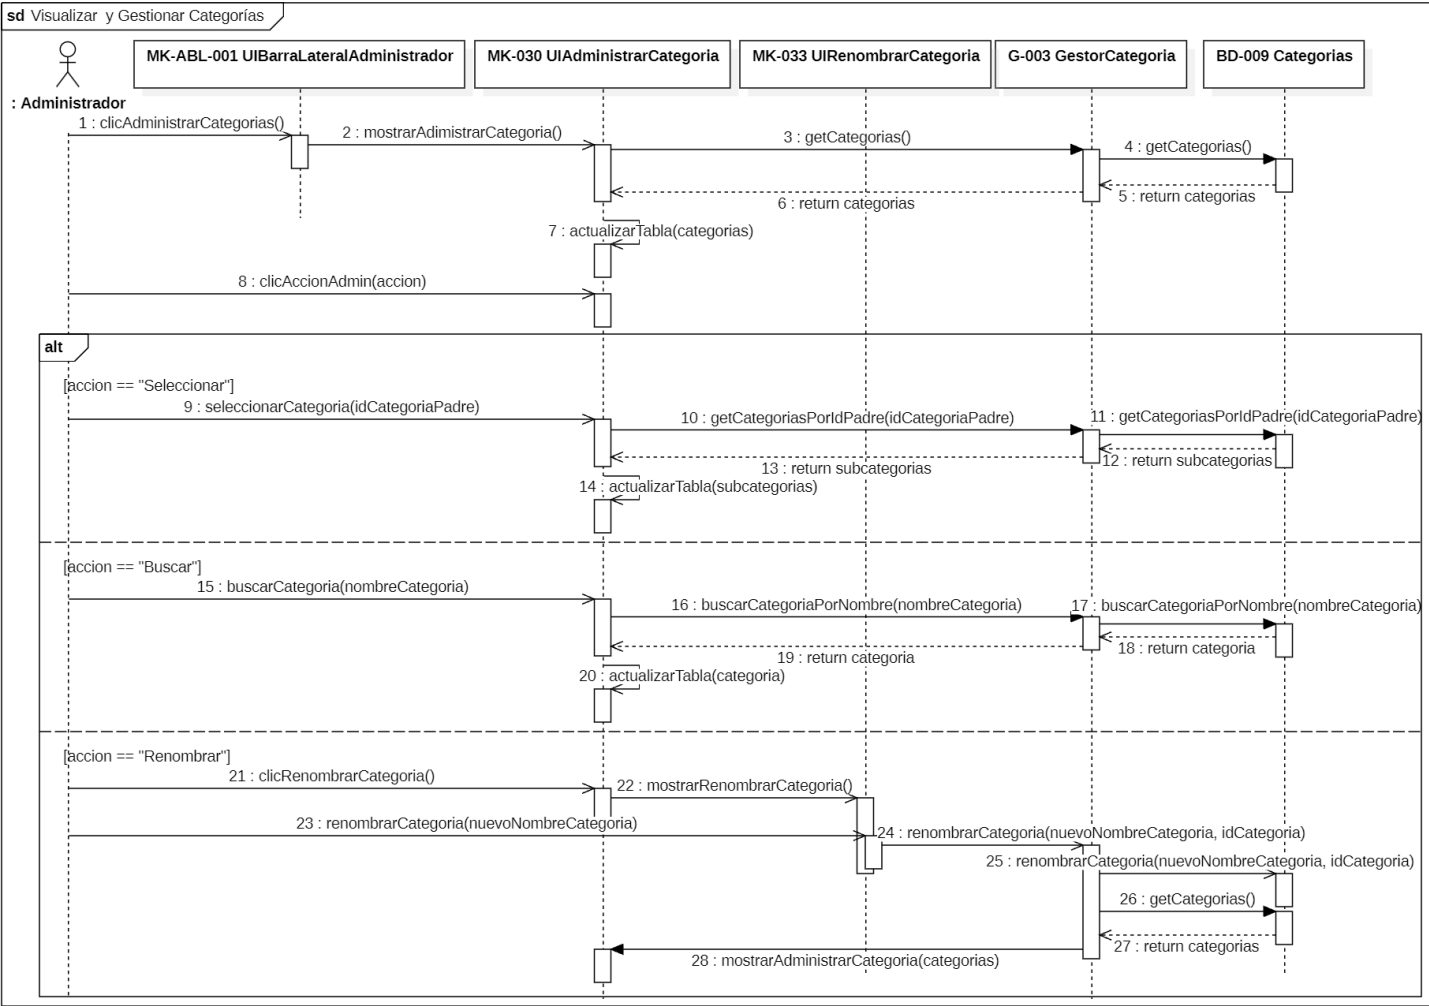 sd Visualizar y Gestionar Categorías
MK-ABL-001 UIBarraLateralAdministrador
MK-030 UIAdministrarCategoria
MK-033 UIRenombrarCategoria
G-003 GestorCategoria
BD-009 Categorias
: Administrador
1 : clicAdministrarCategorias()
2 : mostrarAdimistrarCategoria()
3 : getCategorias()
4 : getCategorias()
5 : return categorias
6 : return categorias
7 : actualizarTabla(categorias)
8 : clicAccionAdmin(accion)
alt
[accion == "Seleccionar"]
9 : seleccionarCategoria(idCategoriaPadre)
10 : getCategoriasPorIdPadre(idCategoriaPadre)
11 : getCategoriasPorIdPadre(idCategoriaPadre)
12 : return subcategorias
13 : return subcategorias
14 : actualizarTabla(subcategorias)
[accion == "Buscar"]
15 : buscarCategoria(nombreCategoria)
16 : buscarCategoriaPorNombre(nombreCategoria)
17 : buscarCategoriaPorNombre(nombreCategoria)
18 : return categoria
19 : return categoria
20 : actualizarTabla(categoria)
[accion == "Renombrar"]
21 : clicRenombrarCategoria()
22 : mostrarRenombrarCategoria()
23 : renombrarCategoria(nuevoNombreCategoria)
24 : renombrarCategoria(nuevoNombreCategoria, idCategoria)
25 : renombrarCategoria(nuevoNombreCategoria, idCategoria)
26 : getCategorias()
27 : return categorias
28 : mostrarAdministrarCategoria(categorias)